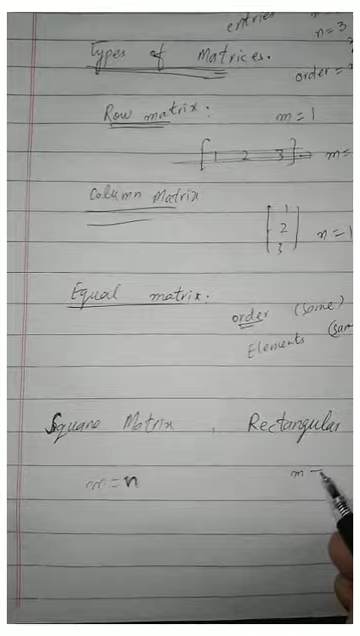 entries
n = 3
Types of Matrices.
order =
Row matrix: m = 1
[1 2 3] m =
Column Matrix
[1
2
3] n = 1
Equal matrix:
order (same)
Elements
Square Matrix , Rectangular
m = n
m